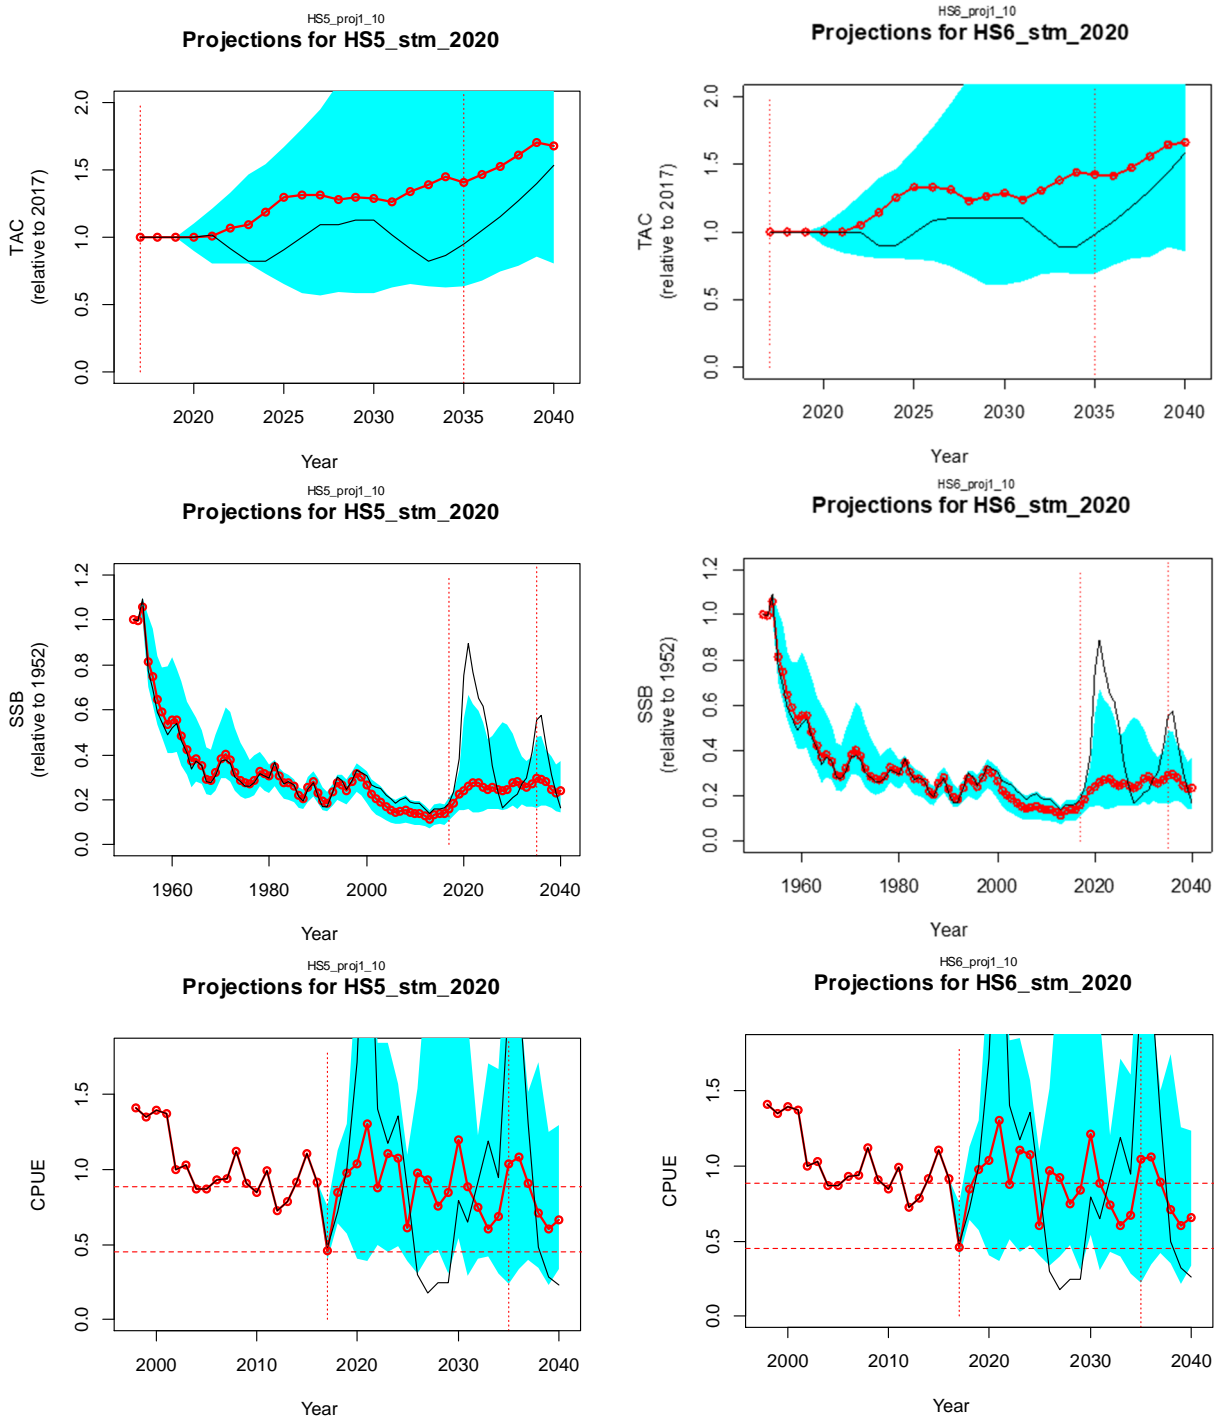 HS5_proj1_10
Projections for HS5_stm_2020
TAC
(relative to 2017)
2.0
1.5
1.0
0.5
0.0
2020 2025 2030 2035 2040
Year
HS6_proj1_10
Projections for HS6_stm_2020
TAC
(relative to 2017)
2.0
1.5
1.0
0.5
0.0
2020 2025 2030 2035 2040
Year
HS5_proj1_10
Projections for HS5_stm_2020
SSB
(relative to 1952)
1.2
1.0
0.8
0.6
0.4
0.2
0.0
1960 1980 2000 2020 2040
Year
HS6_proj1_10
Projections for HS6_stm_2020
SSB
(relative to 1952)
1.2
1.0
0.8
0.6
0.4
0.2
0.0
1960 1980 2000 2020 2040
Year
HS5_proj1_10
Projections for HS5_stm_2020
CPUE
1.5
1.0
0.5
0.0
2000 2010 2020 2030 2040
Year
HS6_proj1_10
Projections for HS6_stm_2020
CPUE
1.5
1.0
0.5
0.0
2000 2010 2020 2030 2040
Year